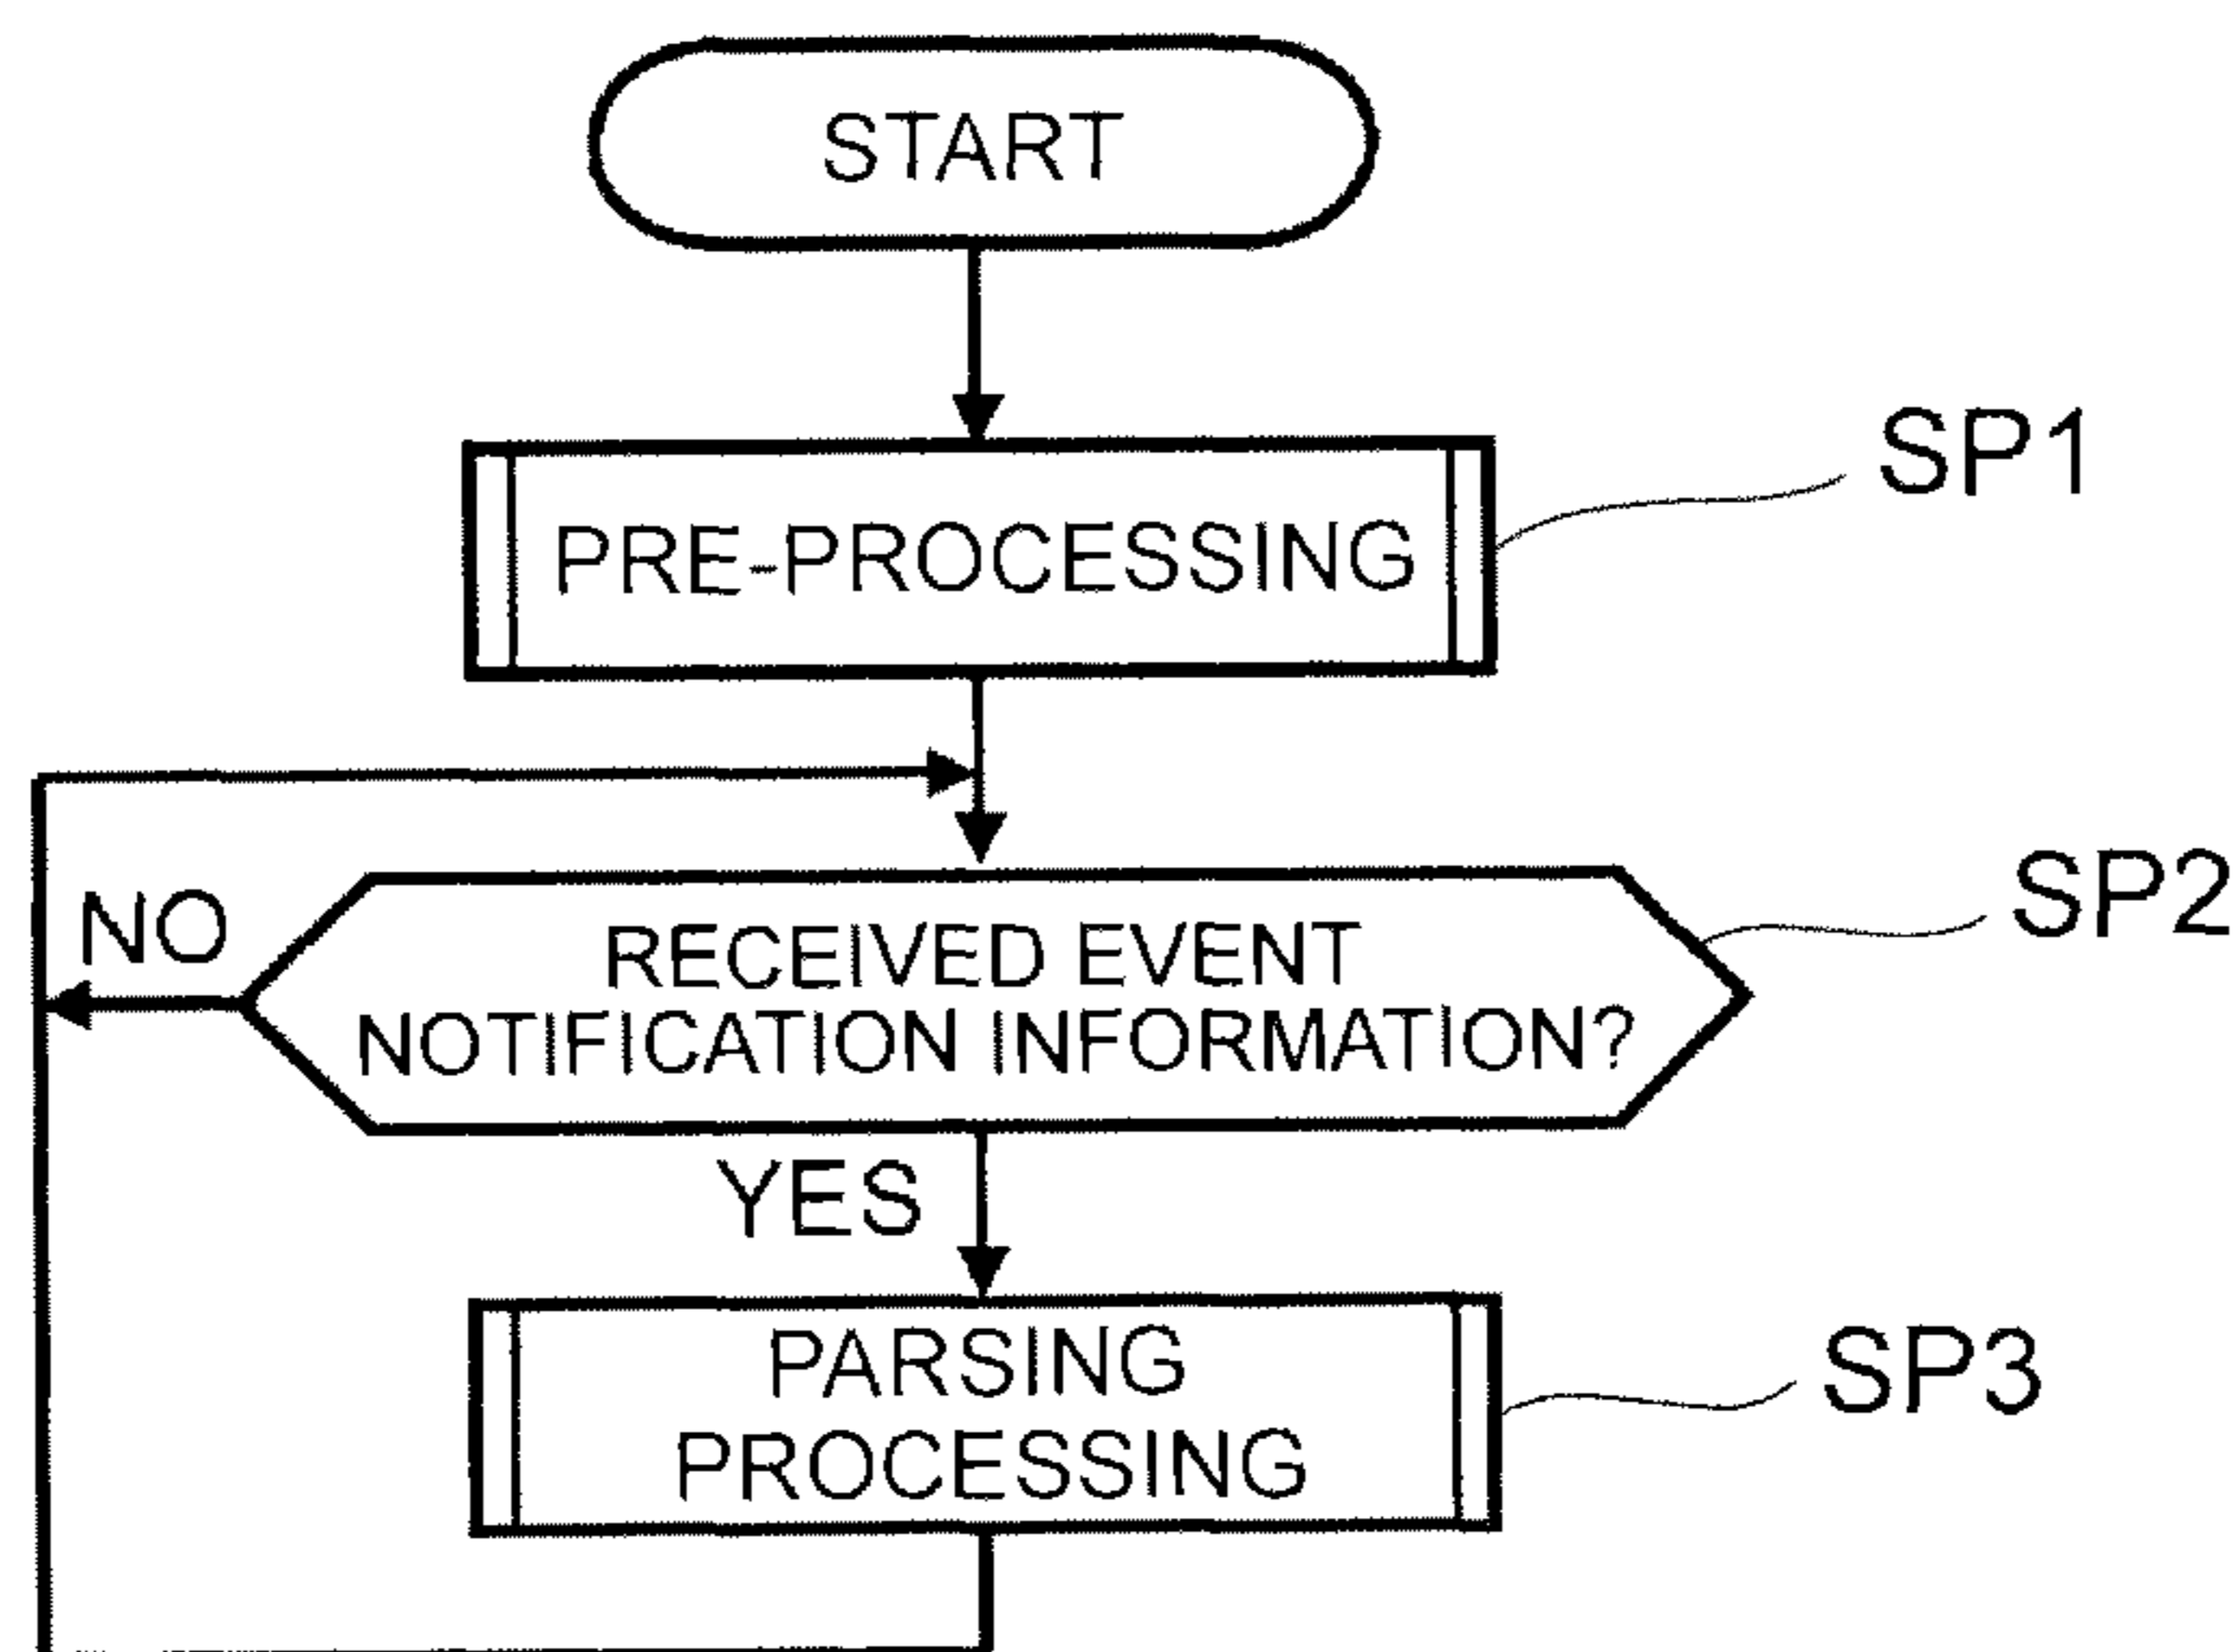 START
PRE-PROCESSING
SP1
NO
RECEIVED EVENT
NOTIFICATION INFORMATION?
SP2
YES
PARSING
PROCESSING
SP3